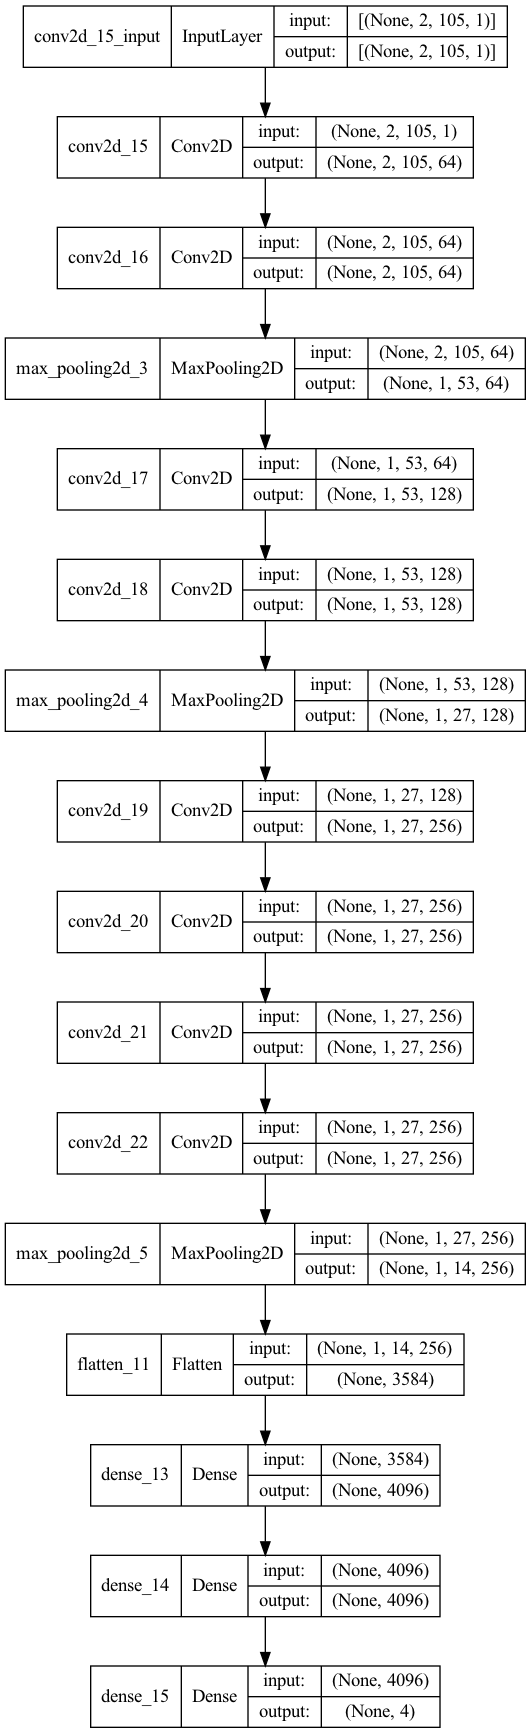 conv2d_15_input InputLayer input: [(None, 2, 105, 1)]
output: [(None, 2, 105, 1)]
conv2d_15 Conv2D input: (None, 2, 105, 1)
output: (None, 2, 105, 64)
conv2d_16 Conv2D input: (None, 2, 105, 64)
output: (None, 2, 105, 64)
max_pooling2d_3 MaxPooling2D input: (None, 2, 105, 64)
output: (None, 1, 53, 64)
conv2d_17 Conv2D input: (None, 1, 53, 64)
output: (None, 1, 53, 128)
conv2d_18 Conv2D input: (None, 1, 53, 128)
output: (None, 1, 53, 128)
max_pooling2d_4 MaxPooling2D input: (None, 1, 53, 128)
output: (None, 1, 27, 128)
conv2d_19 Conv2D input: (None, 1, 27, 128)
output: (None, 1, 27, 256)
conv2d_20 Conv2D input: (None, 1, 27, 256)
output: (None, 1, 27, 256)
conv2d_21 Conv2D input: (None, 1, 27, 256)
output: (None, 1, 27, 256)
conv2d_22 Conv2D input: (None, 1, 27, 256)
output: (None, 1, 27, 256)
max_pooling2d_5 MaxPooling2D input: (None, 1, 27, 256)
output: (None, 1, 14, 256)
flatten_11 Flatten input: (None, 1, 14, 256)
output: (None, 3584)
dense_13 Dense input: (None, 3584)
output: (None, 4096)
dense_14 Dense input: (None, 4096)
output: (None, 4096)
dense_15 Dense input: (None, 4096)
output: (None, 4)